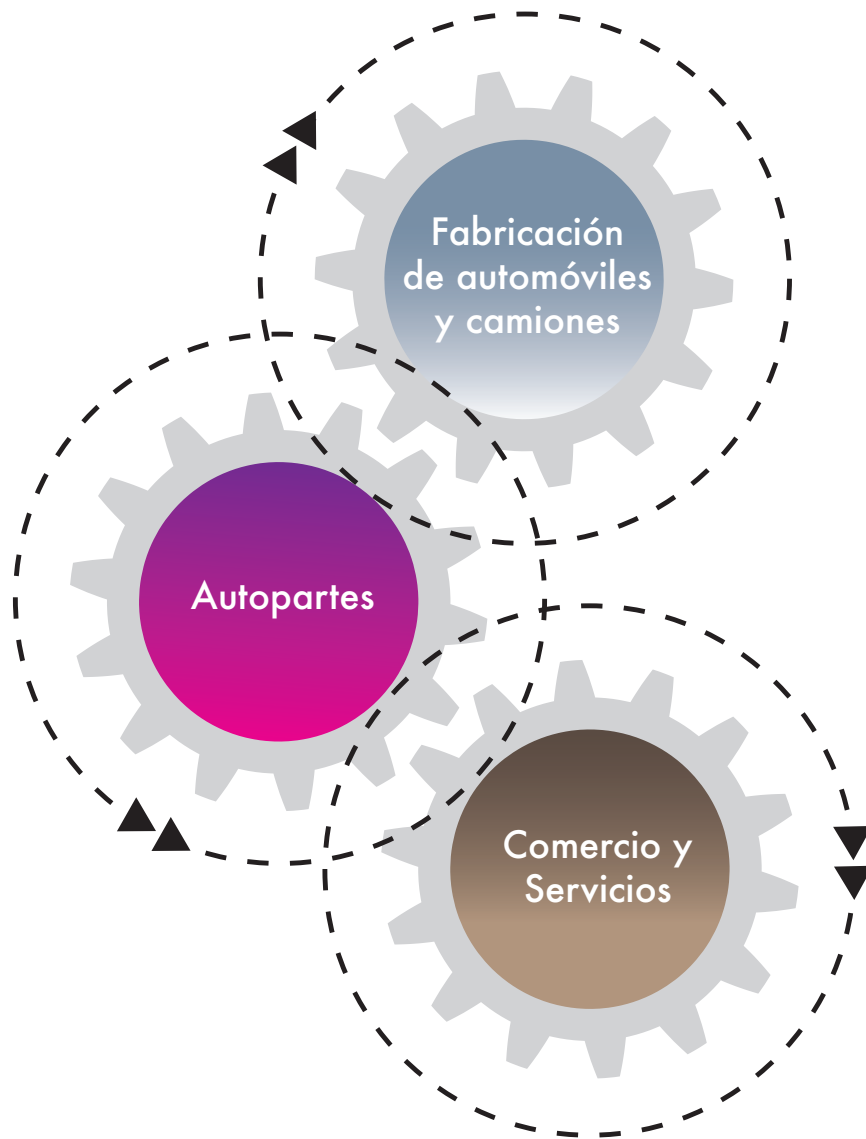 Fabricación
de automóviles
y camiones
Autopartes
Comercio y
Servicios